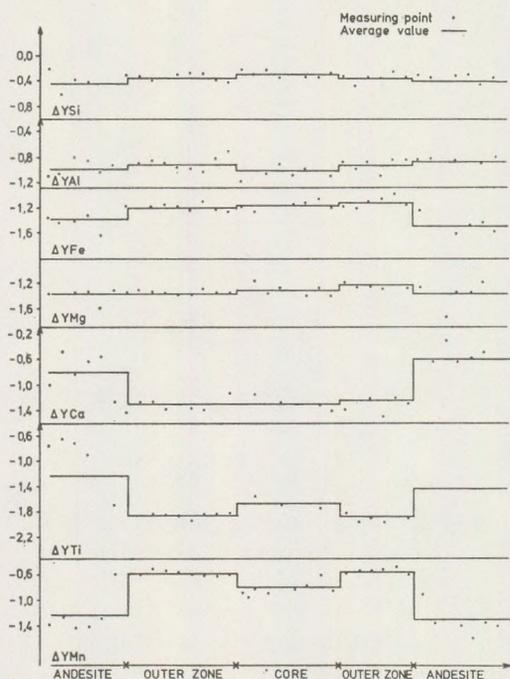 Measuring point •
Average value —
0,0
-0,4
-0,8
ΔYSi
-0,4
-0,8
-1,2
ΔYAl
-1,2
-1,6
ΔYFe
-1,2
-1,6
ΔYMg
-0,2
-0,6
-1,0
-1,4
ΔYCa
-0,6
-1,0
-1,4
-1,8
-2,2
ΔYTi
-0,6
-1,0
-1,4
ΔYMn
ANDESITE OUTER ZONE CORE OUTER ZONE ANDESITE